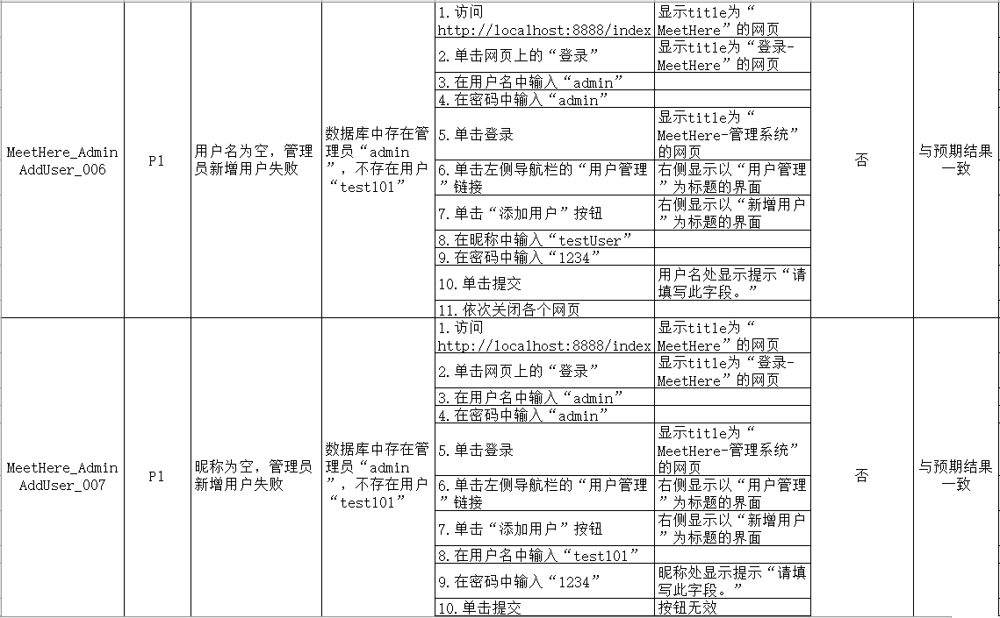 MeetHere_Admin
AddUser_006
P1
用户名为空，管理
员新增用户失败
数据库中存在管
理员“admin
”，不存在用户
“test101”
1.访问
http://localhost:8888/index
显示title为“
MeetHere”的网页
2.单击网页上的“登录”
显示title为“登录-
MeetHere”的网页
3.在用户名中输入“admin”
4.在密码中输入“admin”
5.单击登录
显示title为“
MeetHere-管理系统”
的网页
6.单击左侧导航栏的“用户管理
”链接
右侧显示以“用户管理
”为标题的界面
7.单击“添加用户”按钮
右侧显示以“新增用户
”为标题的界面
8.在昵称中输入“testUser”
9.在密码中输入“1234”
10.单击提交
用户名处显示提示“请
填写此字段。”
11.依次关闭各个网页
否
与预期结果
一致
MeetHere_Admin
AddUser_007
P1
昵称为空，管理员
新增用户失败
数据库中存在管
理员“admin
”，不存在用户
“test101”
1.访问
http://localhost:8888/index
显示title为“
MeetHere”的网页
2.单击网页上的“登录”
显示title为“登录-
MeetHere”的网页
3.在用户名中输入“admin”
4.在密码中输入“admin”
5.单击登录
显示title为“
MeetHere-管理系统”
的网页
6.单击左侧导航栏的“用户管理
”链接
右侧显示以“用户管理
”为标题的界面
7.单击“添加用户”按钮
右侧显示以“新增用户
”为标题的界面
8.在用户名中输入“test101”
9.在密码中输入“1234”
昵称处显示提示“请填
写此字段。”
10.单击提交
按钮无效
否
与预期结果
一致